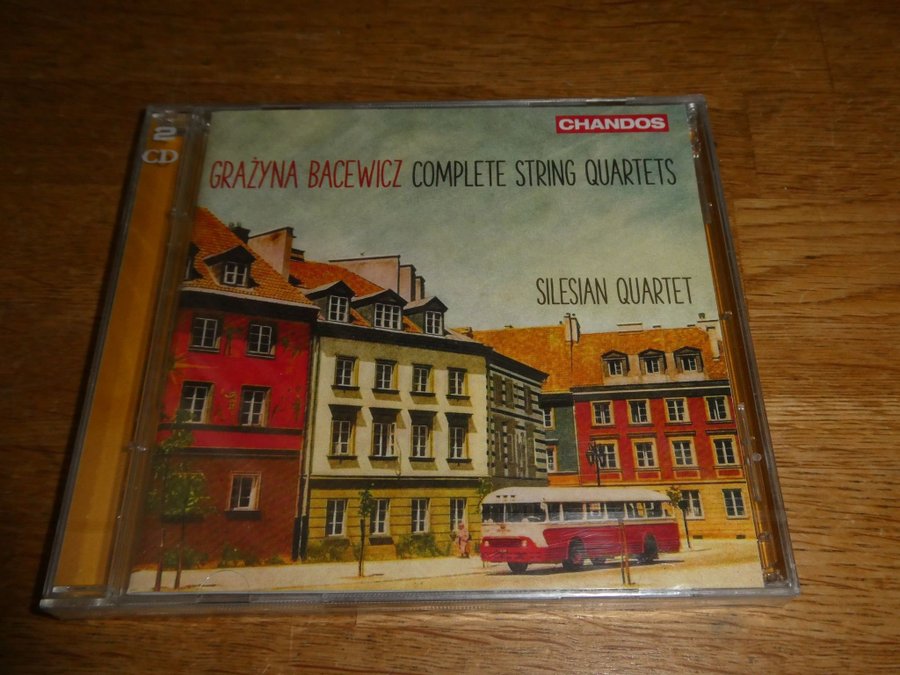 CHANDOS
2
CD
GRAŻYNA BACEWICZ COMPLETE STRING QUARTETS
SILESIAN QUARTET